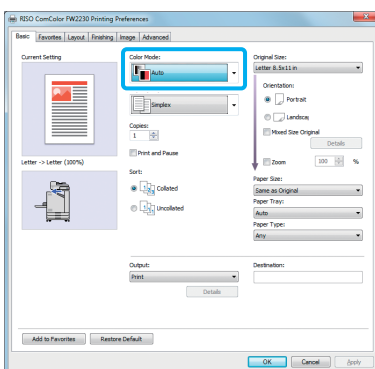 RISO ComColor FW2230 Printing Preferences
Basic Favorites Layout Finishing Image Advanced
Current Setting
Letter -> Letter (100%)
Color Mode:
Auto
Simplex
Copies:
1
Print and Pause
Sort:
Collated
Uncollated
Output:
Print
Details
Original Size:
Letter 8.5x11 in
Orientation:
Portrait
Landscap
Mixed Size Original
Details
Zoom 100 %
Paper Size:
Same as Original
Paper Tray:
Auto
Paper Type:
Any
Destination:
Add to Favorites Restore Default
OK Cancel Apply